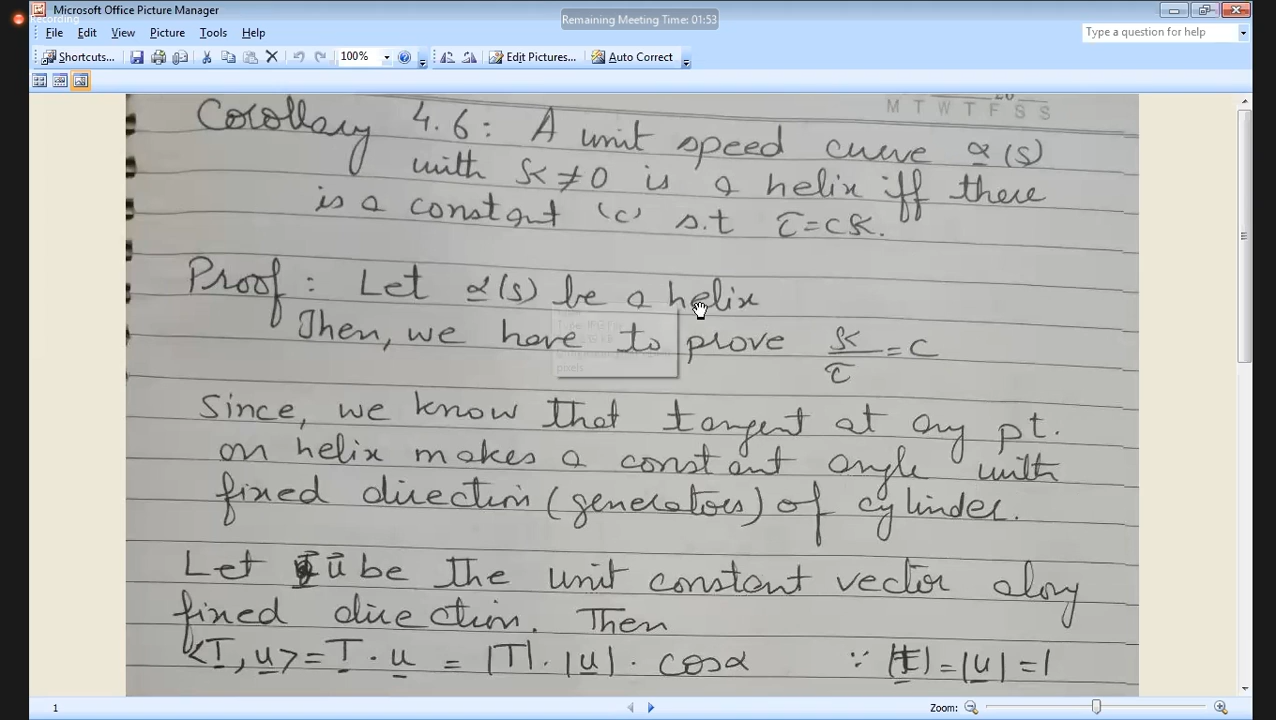 Microsoft Office Picture Manager
Recording
Remaining Meeting Time: 01:53
File Edit View Picture Tools Help
Type a question for help
Shortcuts... 100% Edit Pictures... Auto Correct
M T W T F S S
Corollary 4.6: A unit speed curve α(s)
with κ ≠ 0 is a helix iff there
is a constant 'c' s.t τ = cκ.
Proof: Let α(s) be a helix
Then, we have to prove κ/τ = c
Since, we know that tangent at any pt.
on helix makes a constant angle with
fixed direction (generators) of cylinder.
Let u⃗ be the unit constant vector along
fixed direction. Then
<T, u> = T · u = |T| · |u| · cosα ∵ |t| = |u| = 1
1
Zoom: